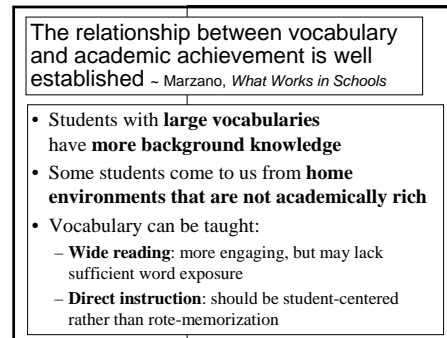 The relationship between vocabulary
and academic achievement is well
established ~ Marzano, What Works in Schools
• Students with large vocabularies
have more background knowledge
• Some students come to us from home
environments that are not academically rich
• Vocabulary can be taught:
– Wide reading: more engaging, but may lack
sufficient word exposure
– Direct instruction: should be student-centered
rather than rote-memorization